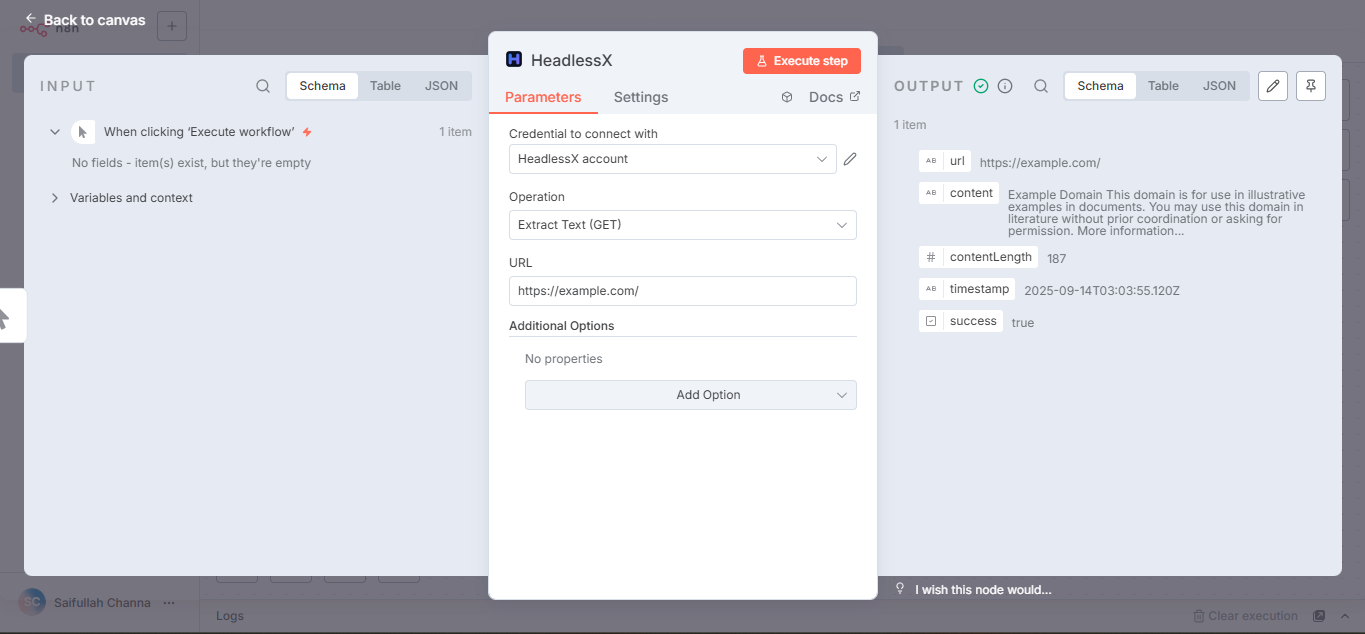 Back to canvas
n8n
INPUT
Schema
Table
JSON
When clicking ‘Execute workflow’
1 item
No fields - item(s) exist, but they're empty
Variables and context
HeadlessX
Execute step
Parameters
Settings
Docs
Credential to connect with
HeadlessX account
Operation
Extract Text (GET)
URL
https://example.com/
Additional Options
No properties
Add Option
OUTPUT
Schema
Table
JSON
1 item
AB url https://example.com/
AB content Example Domain This domain is for use in illustrative
examples in documents. You may use this domain in
literature without prior coordination or asking for
permission. More information...
# contentLength 187
AB timestamp 2025-09-14T03:03:55.120Z
success true
I wish this node would...
SC Saifullah Channa
Logs
Clear execution